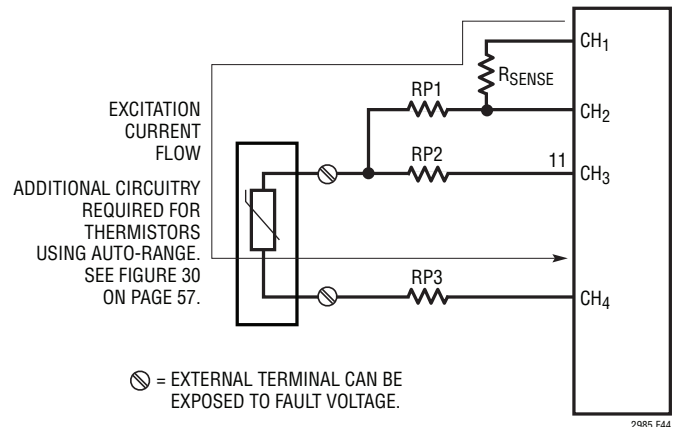 CH1
RSENSE
RP1
CH2
EXCITATION
CURRENT
FLOW
RP2
11
CH3
ADDITIONAL CIRCUITRY
REQUIRED FOR
THERMISTORS
USING AUTO-RANGE.
SEE FIGURE 30
ON PAGE 57.
RP3
CH4
= EXTERNAL TERMINAL CAN BE
EXPOSED TO FAULT VOLTAGE.
2985 F44